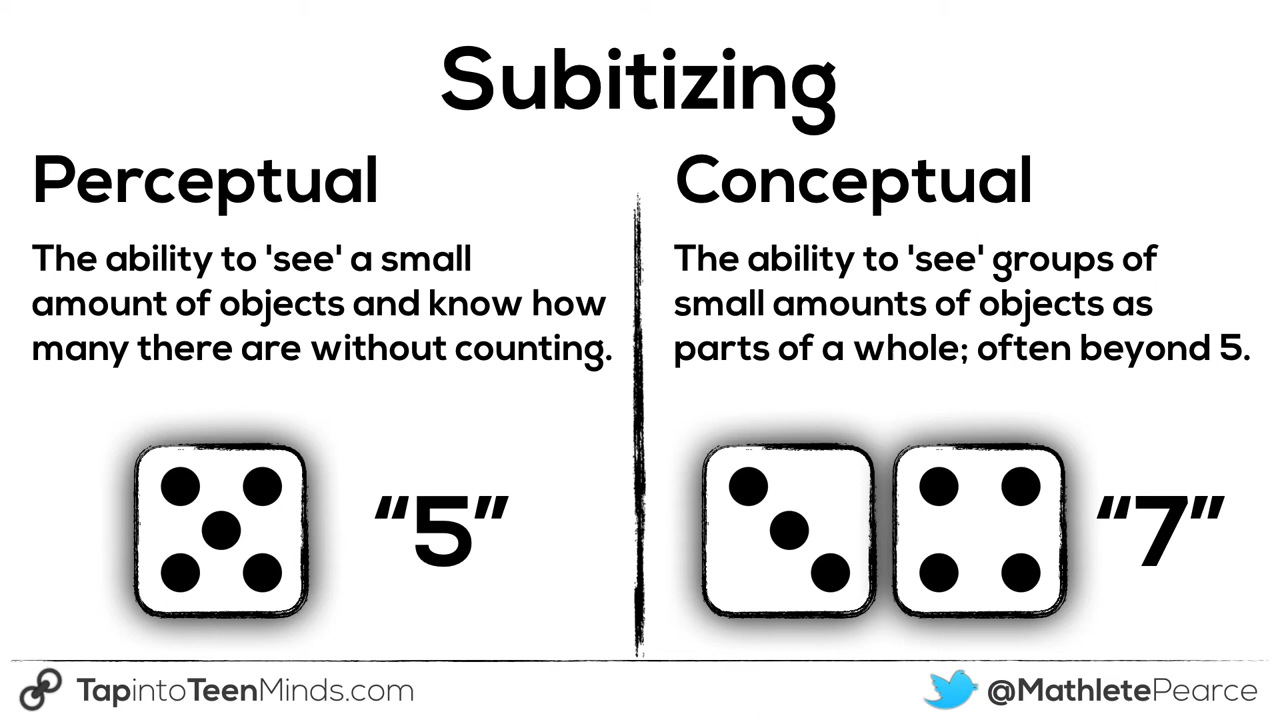 Subitizing
Perceptual
The ability to 'see' a small
amount of objects and know how
many there are without counting.
“5”
Conceptual
The ability to 'see' groups of
small amounts of objects as
parts of a whole; often beyond 5.
“7”
TapintoTeenMinds.com
@MathletePearce